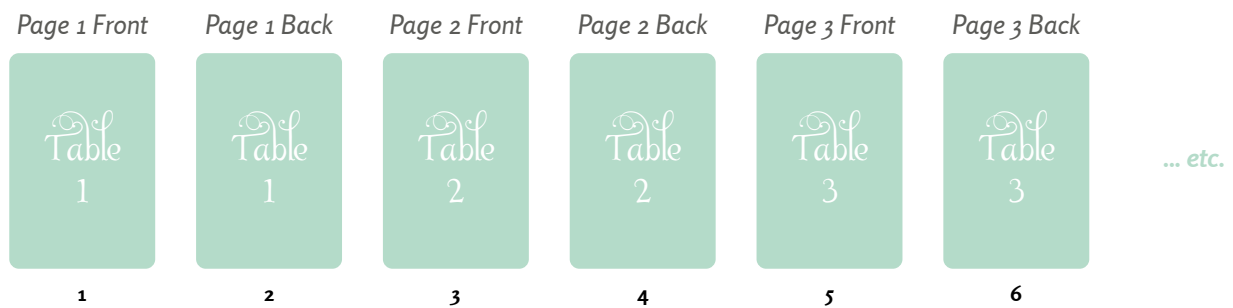 Page 1 Front Page 1 Back Page 2 Front Page 2 Back Page 3 Front Page 3 Back
Table Table Table Table Table Table
1 1 2 2 3 3
... etc.
1 2 3 4 5 6